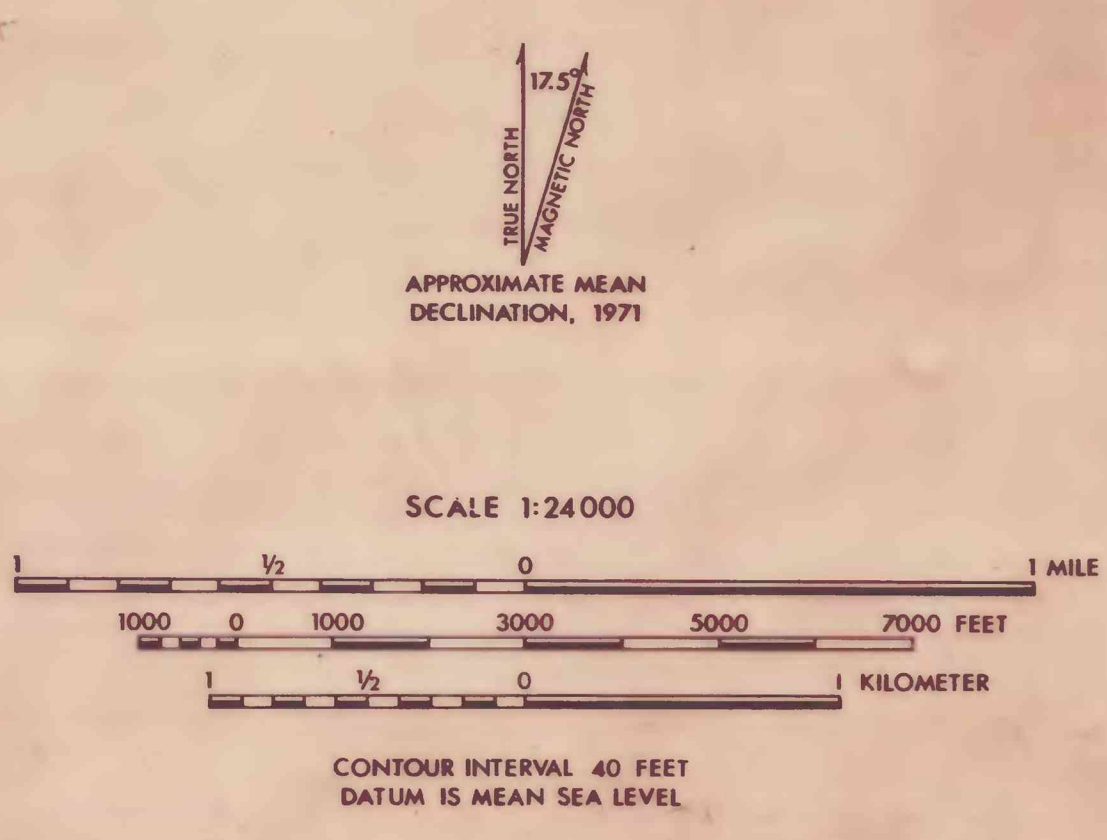 17.5°
TRUE NORTH
MAGNETIC NORTH
APPROXIMATE MEAN
DECLINATION, 1971
SCALE 1:24000
1 ½ 0 1 MILE
1000 0 1000 3000 5000 7000 FEET
1 ½ 0 1 KILOMETER
CONTOUR INTERVAL 40 FEET
DATUM IS MEAN SEA LEVEL